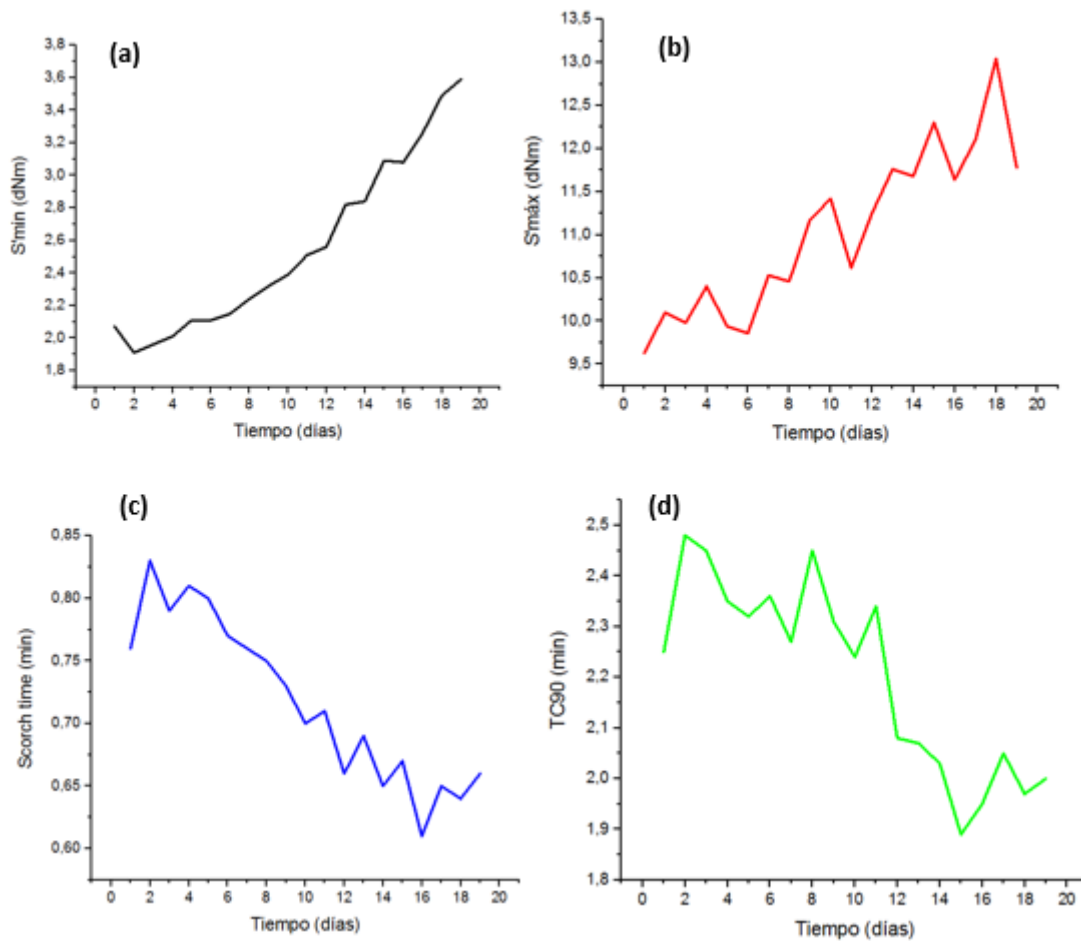 (a)
3,8
3,6
3,4
3,2
3,0
2,8
2,6
2,4
2,2
2,0
1,8
S'min (dNm)
0 2 4 6 8 10 12 14 16 18 20
Tiempo (días)
(b)
13,5
13,0
12,5
12,0
11,5
11,0
10,5
10,0
9,5
S'máx (dNm)
0 2 4 6 8 10 12 14 16 18 20
Tiempo (días)
(c)
0,85
0,80
0,75
0,70
0,65
0,60
Scorch time (min)
0 2 4 6 8 10 12 14 16 18 20
Tiempo (días)
(d)
2,5
2,4
2,3
2,2
2,1
2,0
1,9
1,8
TC90 (min)
0 2 4 6 8 10 12 14 16 18 20
Tiempo (días)